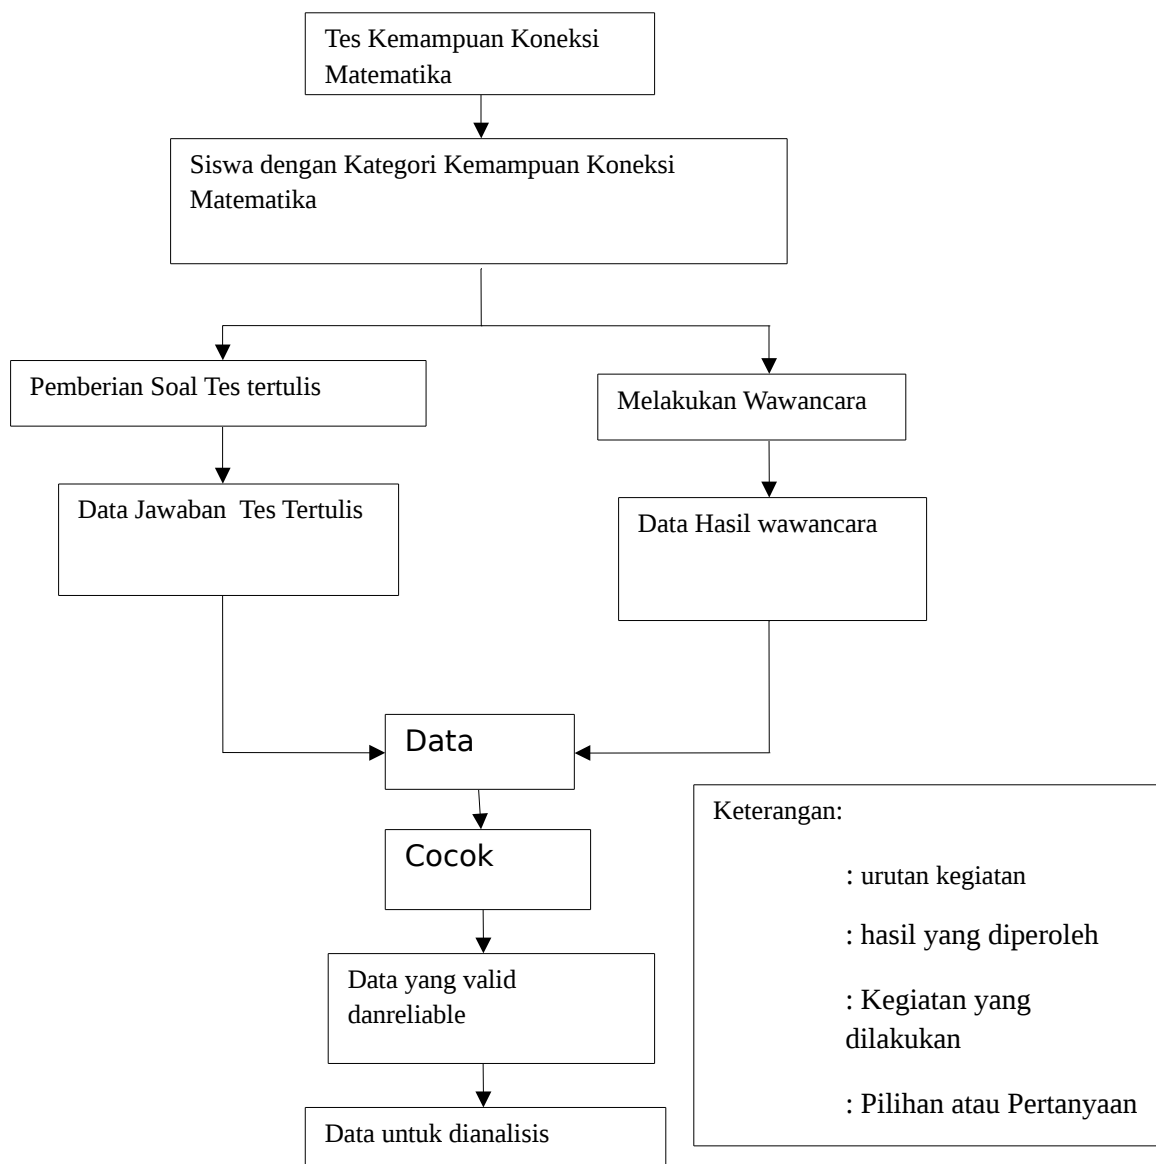 Tes Kemampuan Koneksi
Matematika
Siswa dengan Kategori Kemampuan Koneksi
Matematika
Pemberian Soal Tes tertulis
Melakukan Wawancara
Data Jawaban  Tes Tertulis
Data Hasil wawancara
Data
Cocok
Data yang valid
danreliable
Data untuk dianalisis
Keterangan:
: urutan kegiatan
: hasil yang diperoleh
: Kegiatan yang
dilakukan
: Pilihan atau Pertanyaan